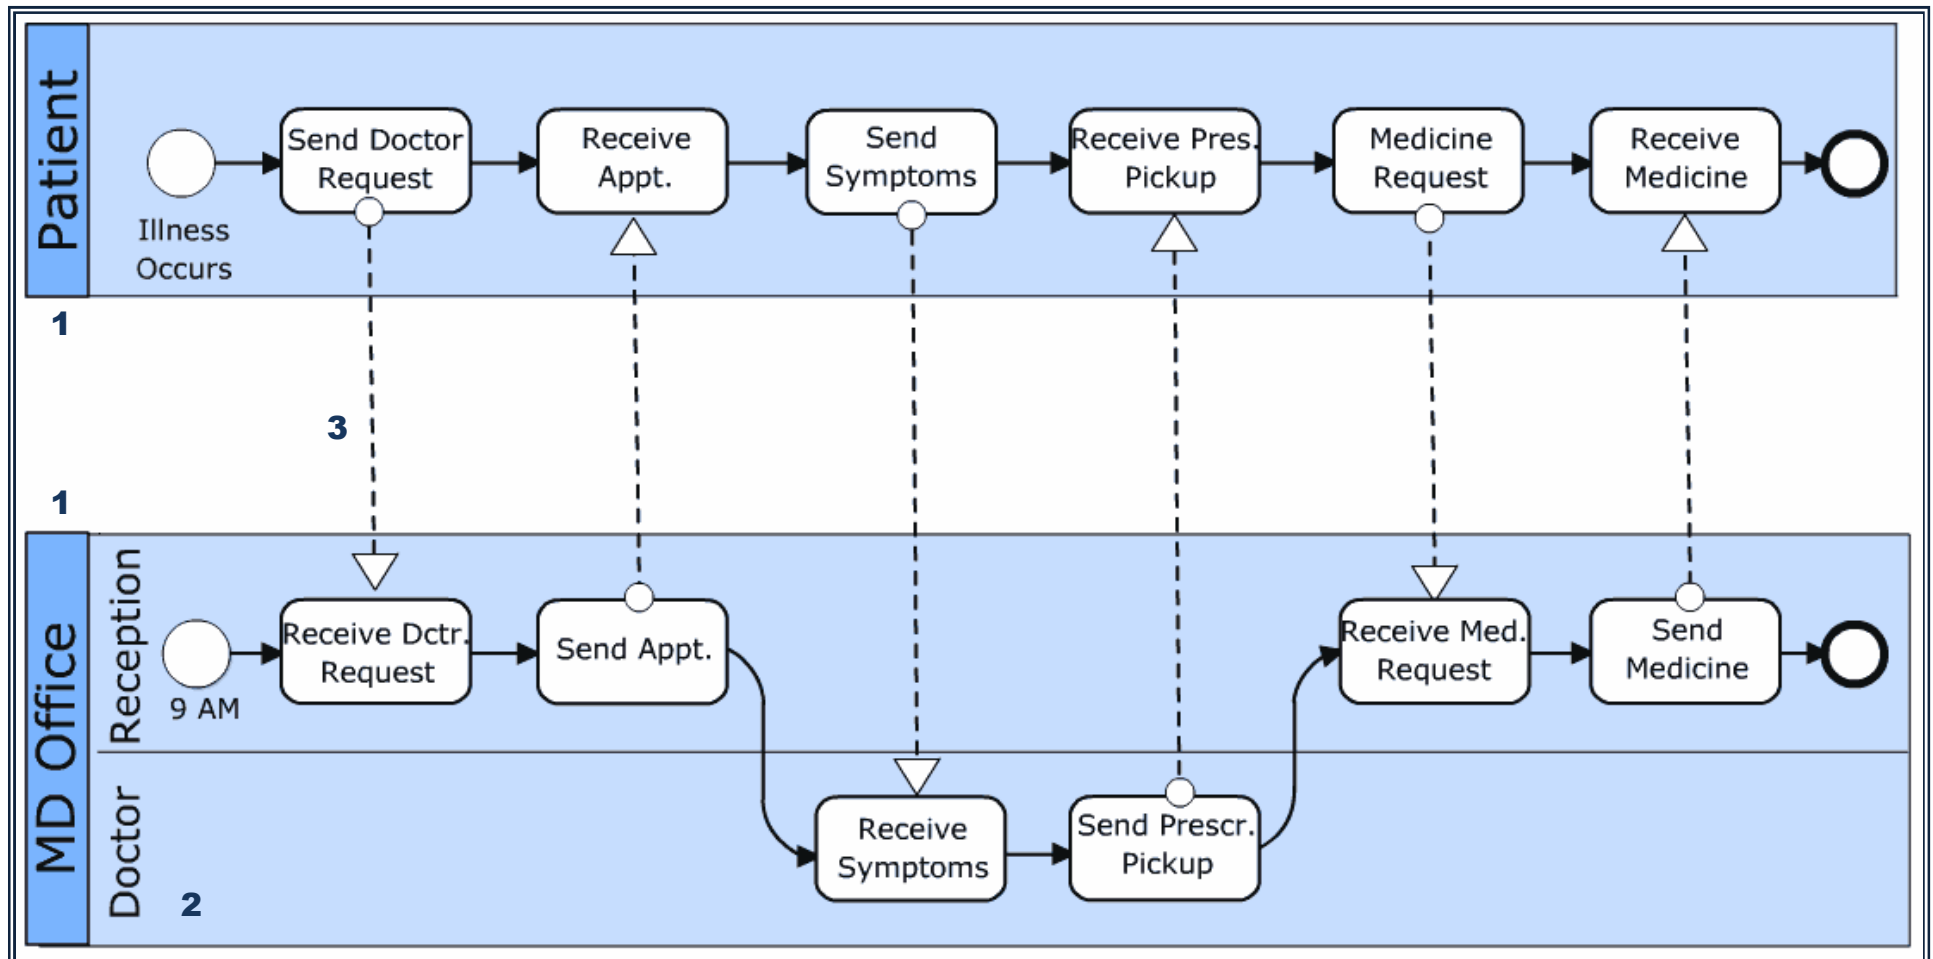 Patient
Send Doctor
Request
Receive
Appt.
Send
Symptoms
Receive Pres.
Pickup
Medicine
Request
Receive
Medicine
Illness
Occurs
1
3
1
MD Office
Reception
9 AM
Receive Dctr.
Request
Send Appt.
Receive Med.
Request
Send
Medicine
Doctor
2
Receive
Symptoms
Send Prescr.
Pickup